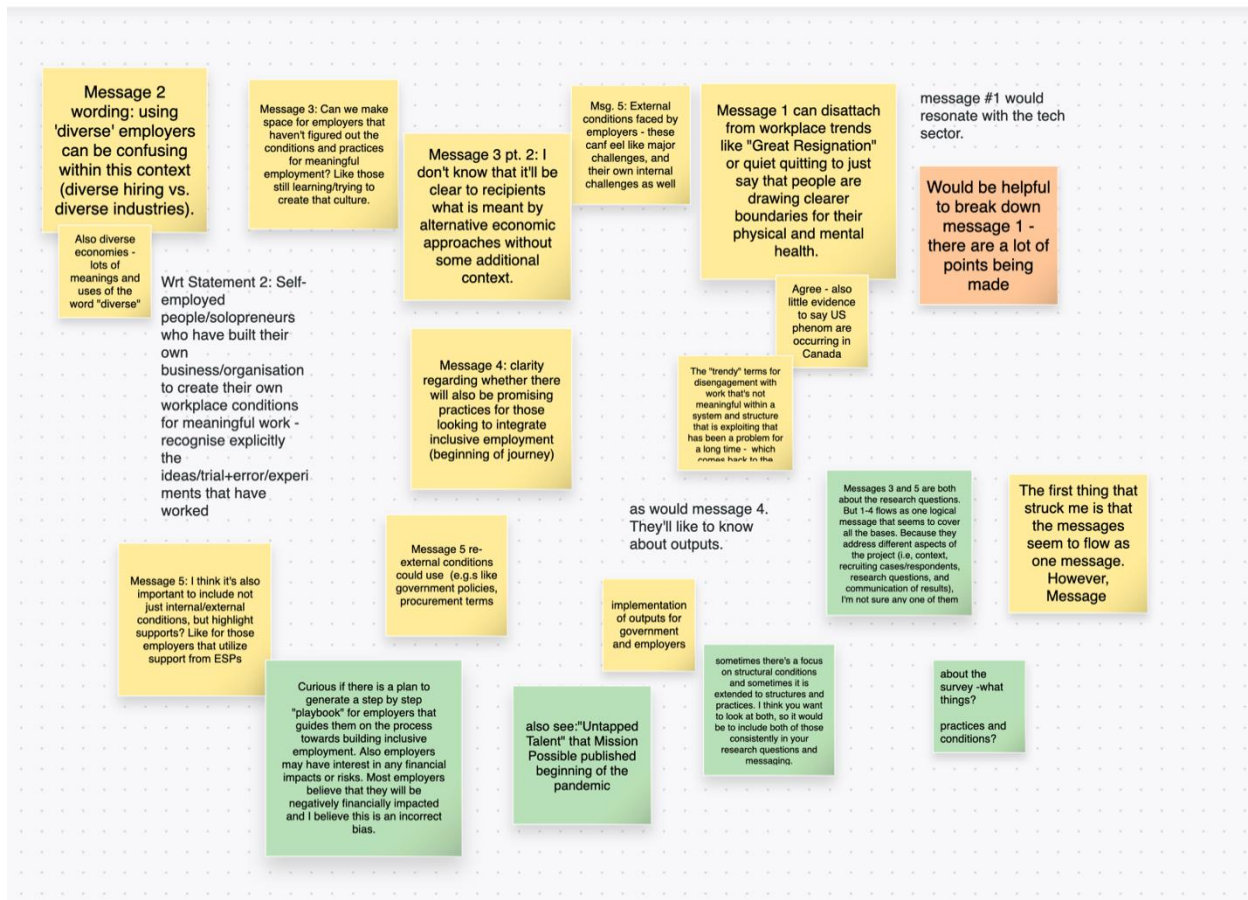 Message 2
wording: using
'diverse' employers
can be confusing
within this context
(diverse hiring vs.
diverse industries).
Also diverse
economies -
lots of
meanings and
uses of the
word "diverse"
Message 3: Can we make
space for employers that
haven't figured out the
conditions and practices
for meaningful
employment? Like those
still learning/trying to
create that culture.
Message 3 pt. 2: I
don't know that it'll be
clear to recipients
what is meant by
alternative economic
approaches without
some additional
context.
Msg. 5: External
conditions faced by
employers - these
canf eel like major
challenges, and
their own internal
challenges as well
Message 1 can disattach
from workplace trends
like "Great Resignation"
or quiet quitting to just
say that people are
drawing clearer
boundaries for their
physical and mental
health.
message #1 would
resonate with the tech
sector.
Would be helpful
to break down
message 1 -
there are a lot of
points being
made
Agree - also
little evidence
to say US
phenom are
occurring in
Canada
The "trendy" terms for
disengagement with
work that's not
meaningful within a
system and structure
that is exploiting that
has been a problem for
a long time - which
comes back to the
Wrt Statement 2: Self-
employed
people/solopreneurs
who have built their
own
business/organisation
to create their own
workplace conditions
for meaningful work -
recognise explicitly
the
ideas/trial+error/experi
ments that have
worked
Message 4: clarity
regarding whether there
will also be promising
practices for those
looking to integrate
inclusive employment
(beginning of journey)
as would message 4.
They'll like to know
about outputs.
Messages 3 and 5 are both
about the research questions.
But 1-4 flows as one logical
message that seems to cover
all the bases. Because they
address different aspects of
the project (i.e, context,
recruiting cases/respondents,
research questions, and
communication of results),
I'm not sure any one of them
The first thing that
struck me is that
the messages
seem to flow as
one message.
However,
Message
Message 5: I think it's also
important to include not
just internal/external
conditions, but highlight
supports? Like for those
employers that utilize
support from ESPs
Message 5 re-
external conditions
could use (e.g.s like
government policies,
procurement terms
implementation
of outputs for
government
and employers
Curious if there is a plan to
generate a step by step
"playbook" for employers that
guides them on the process
towards building inclusive
employment. Also employers
may have interest in any financial
impacts or risks. Most employers
believe that they will be
negatively financially impacted
and I believe this is an incorrect
bias.
also see:"Untapped
Talent" that Mission
Possible published
beginning of the
pandemic
sometimes there's a focus
on structural conditions
and sometimes it is
extended to structures and
practices. I think you want
to look at both, so it would
be to include both of those
consistently in your
research questions and
messaging.
about the
survey -what
things?
practices and
conditions?